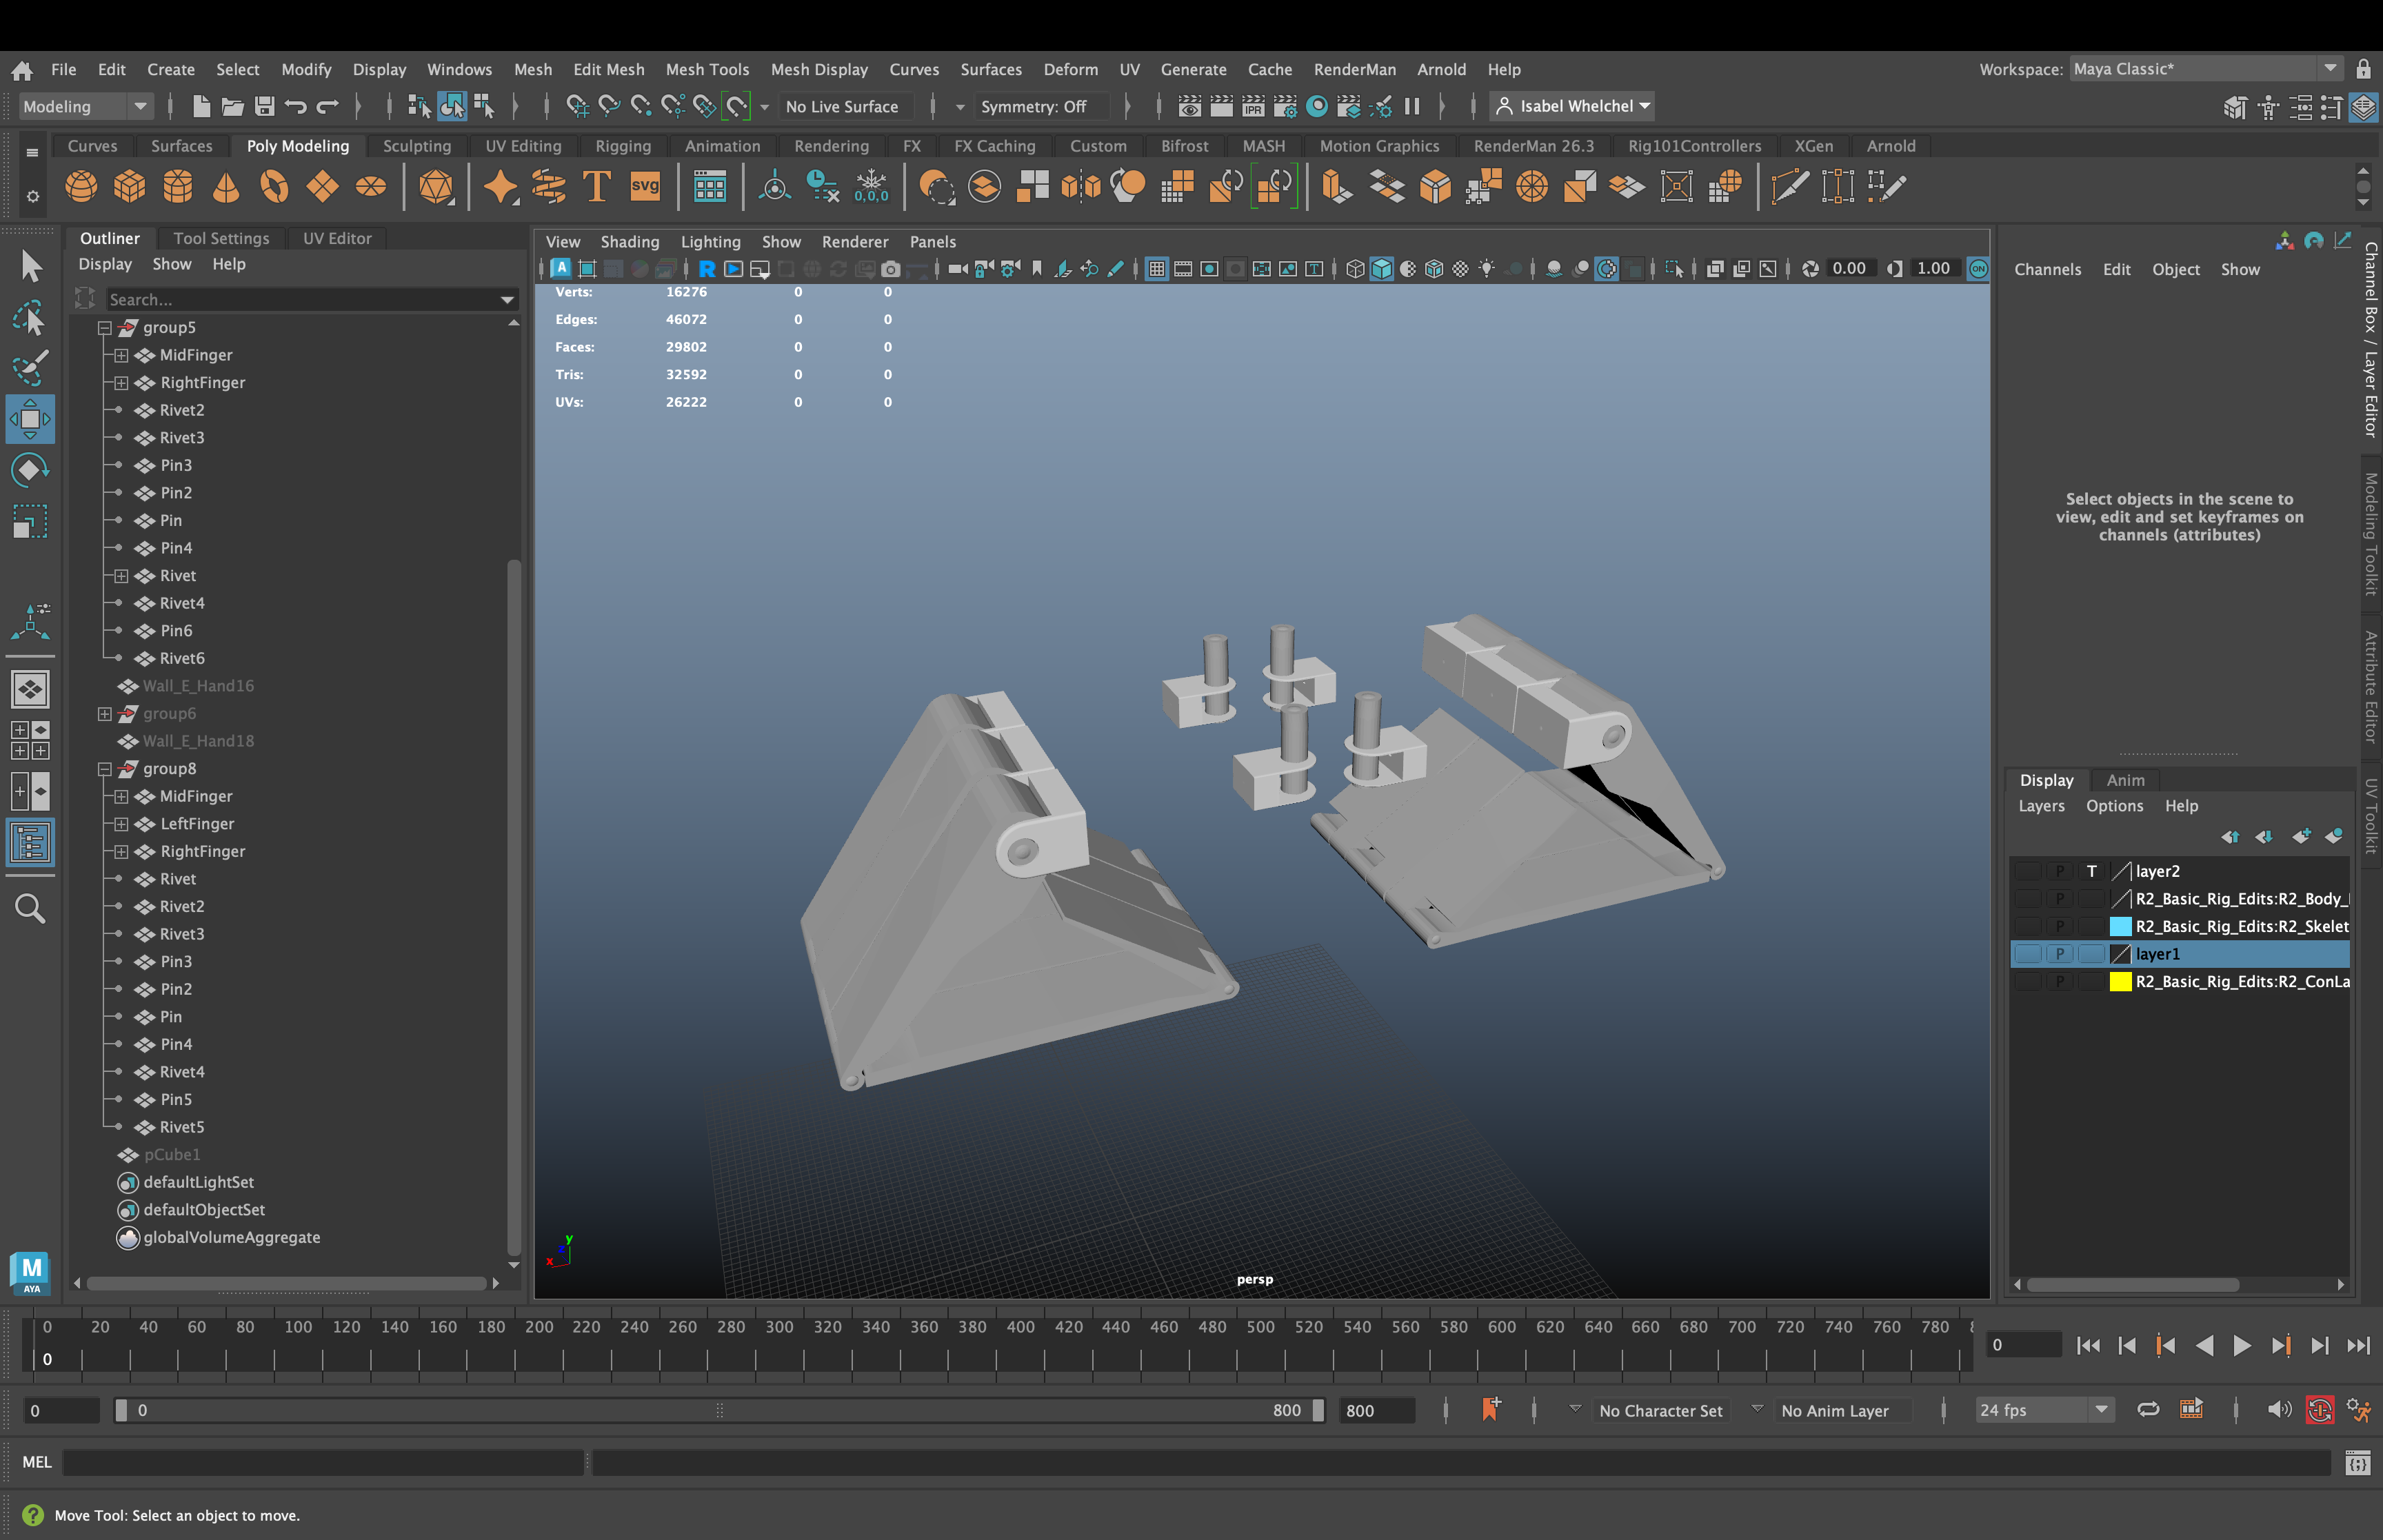 File Edit Create Select Modify Display Windows Mesh Edit Mesh Mesh Tools Mesh Display Curves Surfaces Deform UV Generate Cache RenderMan Arnold Help Workspace: Maya Classic*
Modeling No Live Surface Symmetry: Off IPR Isabel Whelchel
Curves Surfaces Poly Modeling Sculpting UV Editing Rigging Animation Rendering FX FX Caching Custom Bifrost MASH Motion Graphics RenderMan 26.3 Rig101Controllers XGen Arnold
T svg 0,0,0
Outliner Tool Settings UV Editor
Display Show Help
Search...
group5
MidFinger
RightFinger
Rivet2
Rivet3
Pin3
Pin2
Pin
Pin4
Rivet
Rivet4
Pin6
Rivet6
Wall_E_Hand16
group6
Wall_E_Hand18
group8
MidFinger
LeftFinger
RightFinger
Rivet
Rivet2
Rivet3
Pin3
Pin2
Pin
Pin4
Rivet4
Pin5
Rivet5
pCube1
defaultLightSet
defaultObjectSet
globalVolumeAggregate
M
AYA
View Shading Lighting Show Renderer Panels
A R T 0.00 1.00 ON
Verts: 16276 0 0
Edges: 46072 0 0
Faces: 29802 0 0
Tris: 32592 0 0
UVs: 26222 0 0
y
x
persp
Channels Edit Object Show
Select objects in the scene to
view, edit and set keyframes on
channels (attributes)
Display Anim
Layers Options Help
P T layer2
P R2_Basic_Rig_Edits:R2_Body_
P R2_Basic_Rig_Edits:R2_Skelet
P layer1
P R2_Basic_Rig_Edits:R2_ConLa
Channel Box / Layer Editor
Modeling Toolkit
Attribute Editor
UV Toolkit
0 20 40 60 80 100 120 140 160 180 200 220 240 260 280 300 320 340 360 380 400 420 440 460 480 500 520 540 560 580 600 620 640 660 680 700 720 740 760 780
0
0
0 0 800 800 No Character Set No Anim Layer 24 fps
MEL
Move Tool: Select an object to move.